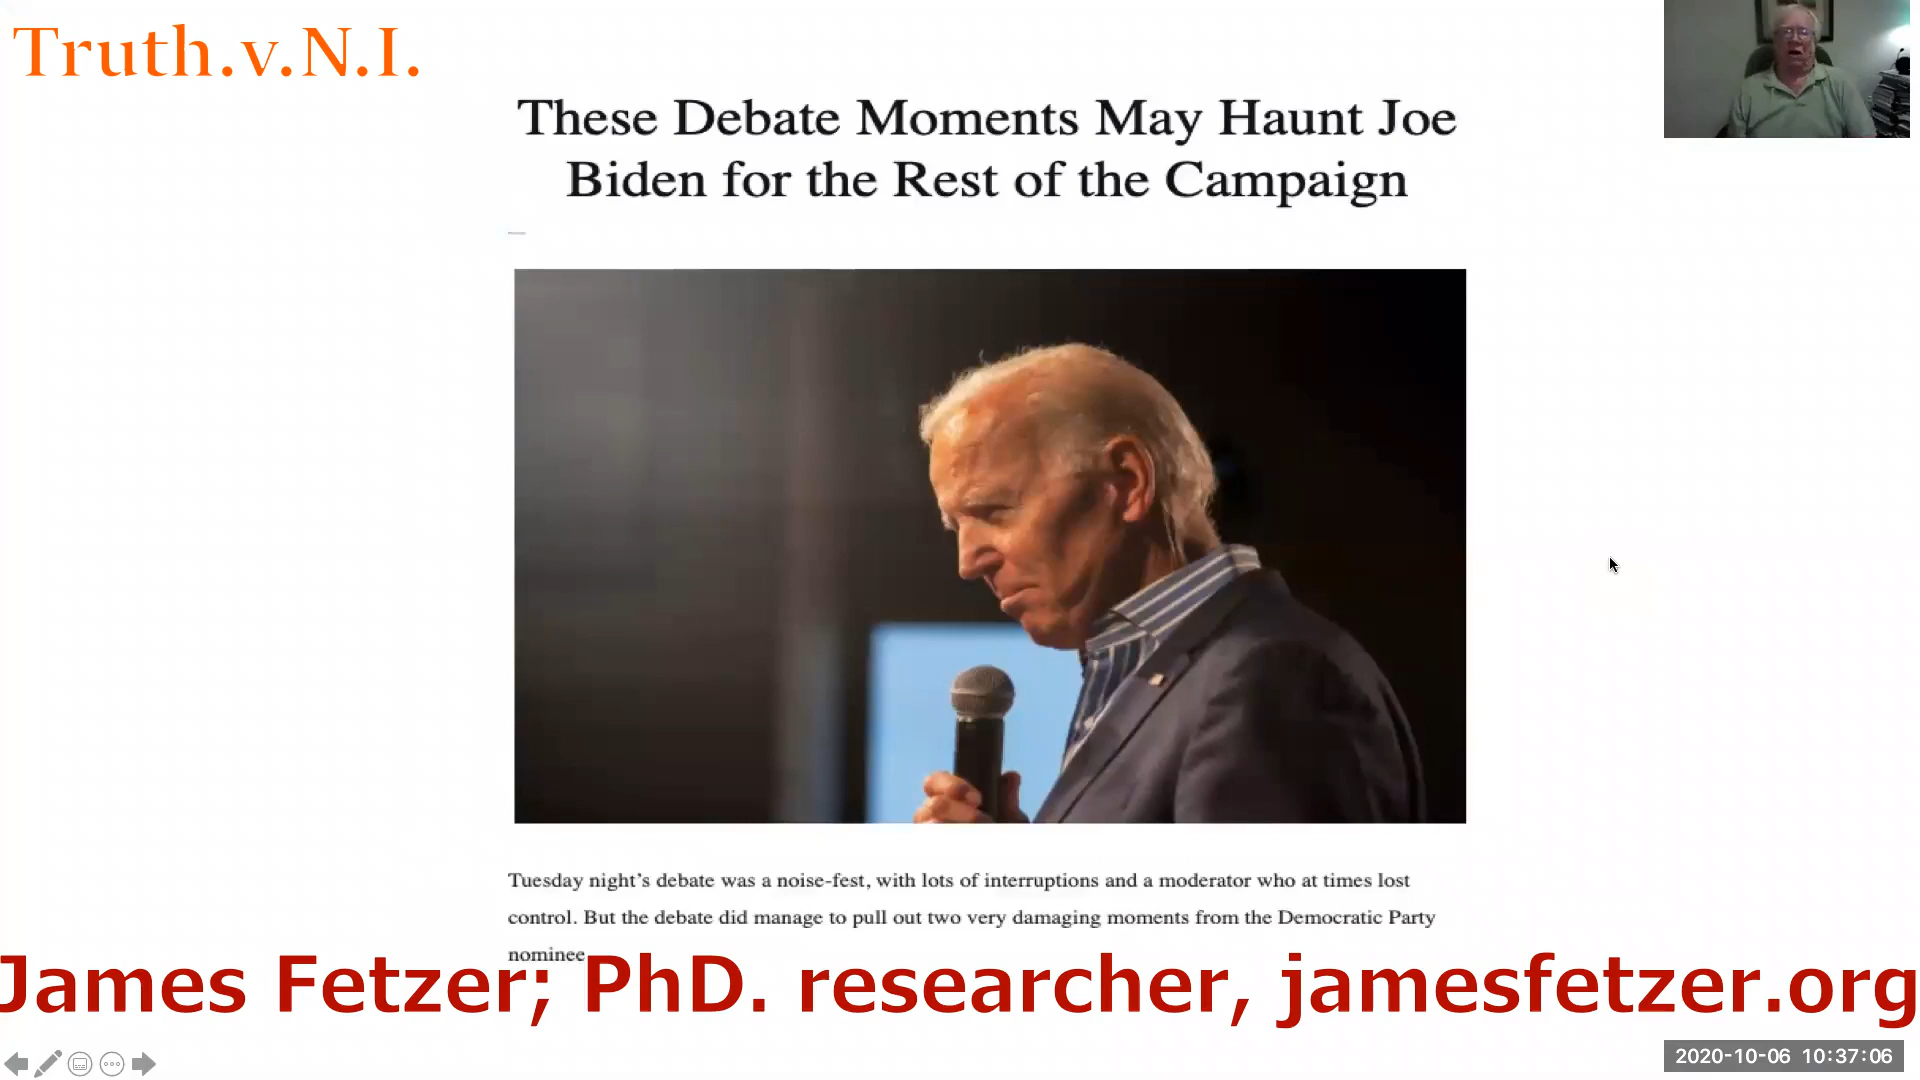 Truth.v.N.I.
These Debate Moments May Haunt Joe
Biden for the Rest of the Campaign
Tuesday night’s debate was a noise-fest, with lots of interruptions and a moderator who at times lost
control. But the debate did manage to pull out two very damaging moments from the Democratic Party
nominee
James Fetzer; PhD. researcher, jamesfetzer.org
2020-10-06 10:37:06